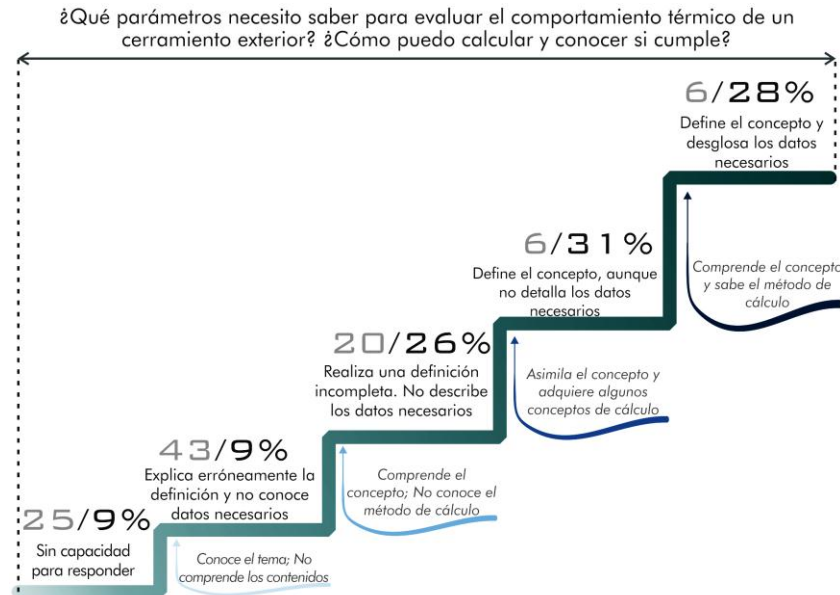 ¿Qué parámetros necesito saber para evaluar el comportamiento térmico de un
cerramiento exterior? ¿Cómo puedo calcular y conocer si cumple?
6/28%
Define el concepto y
desglosa los datos
necesarios
6/31%
Define el concepto, aunque
no detalla los datos
necesarios
Comprende el concepto
y sabe el método de
cálculo
20/26%
Realiza una definición
incompleta. No describe
los datos necesarios
Asimila el concepto y
adquiere algunos
conceptos de cálculo
43/9%
Explica erróneamente la
definición y no conoce
datos necesarios
Comprende el
concepto; No conoce el
método de cálculo
25/9%
Sin capacidad
para responder
Conoce el tema; No
comprende los contenidos